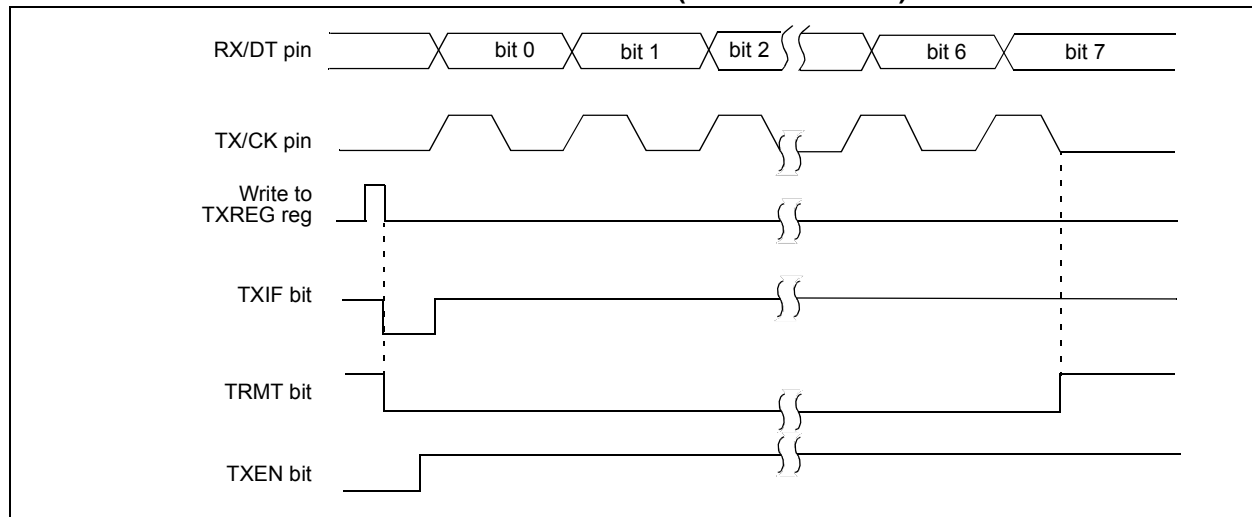 RX/DT pin
bit 0 bit 1 bit 2 bit 6 bit 7
TX/CK pin
Write to
TXREG reg
TXIF bit
TRMT bit
TXEN bit